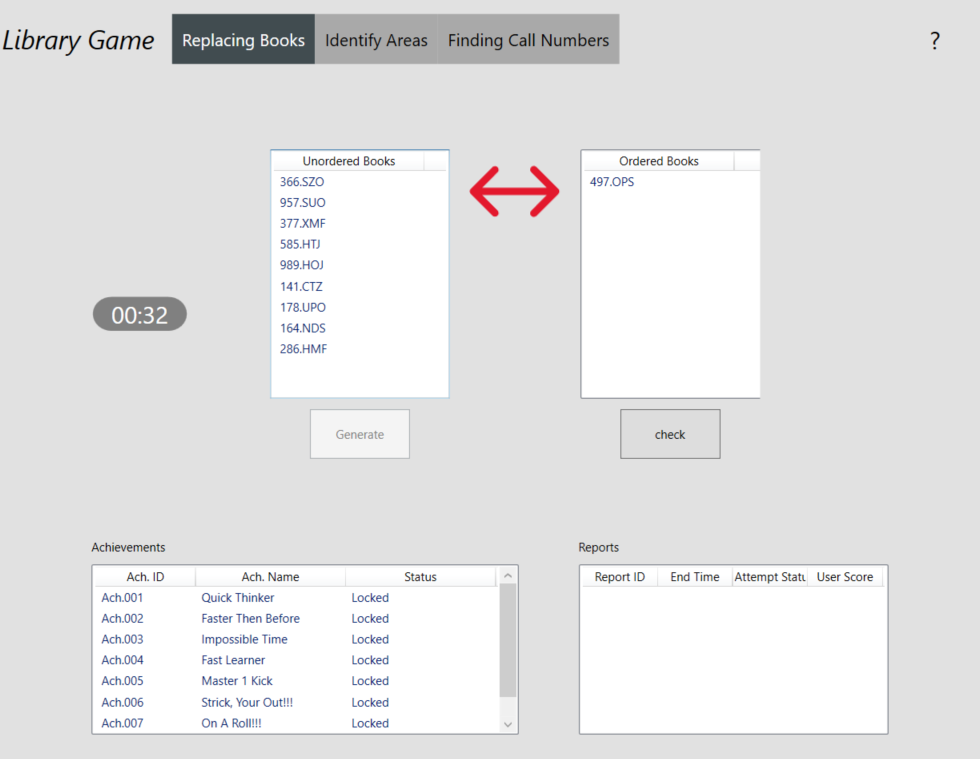 Library Game Replacing Books Identify Areas Finding Call Numbers ?
Unordered Books
366.SZO
957.SUO
377.XMF
585.HTJ
989.HOJ
141.CTZ
178.UPO
164.NDS
286.HMF
Ordered Books
497.OPS
00:32
Generate
check
Achievements
Ach. ID Ach. Name Status
Ach.001 Quick Thinker Locked
Ach.002 Faster Then Before Locked
Ach.003 Impossible Time Locked
Ach.004 Fast Learner Locked
Ach.005 Master 1 Kick Locked
Ach.006 Strick, Your Out!!! Locked
Ach.007 On A Roll!!! Locked
Reports
Report ID End Time Attempt Statu User Score